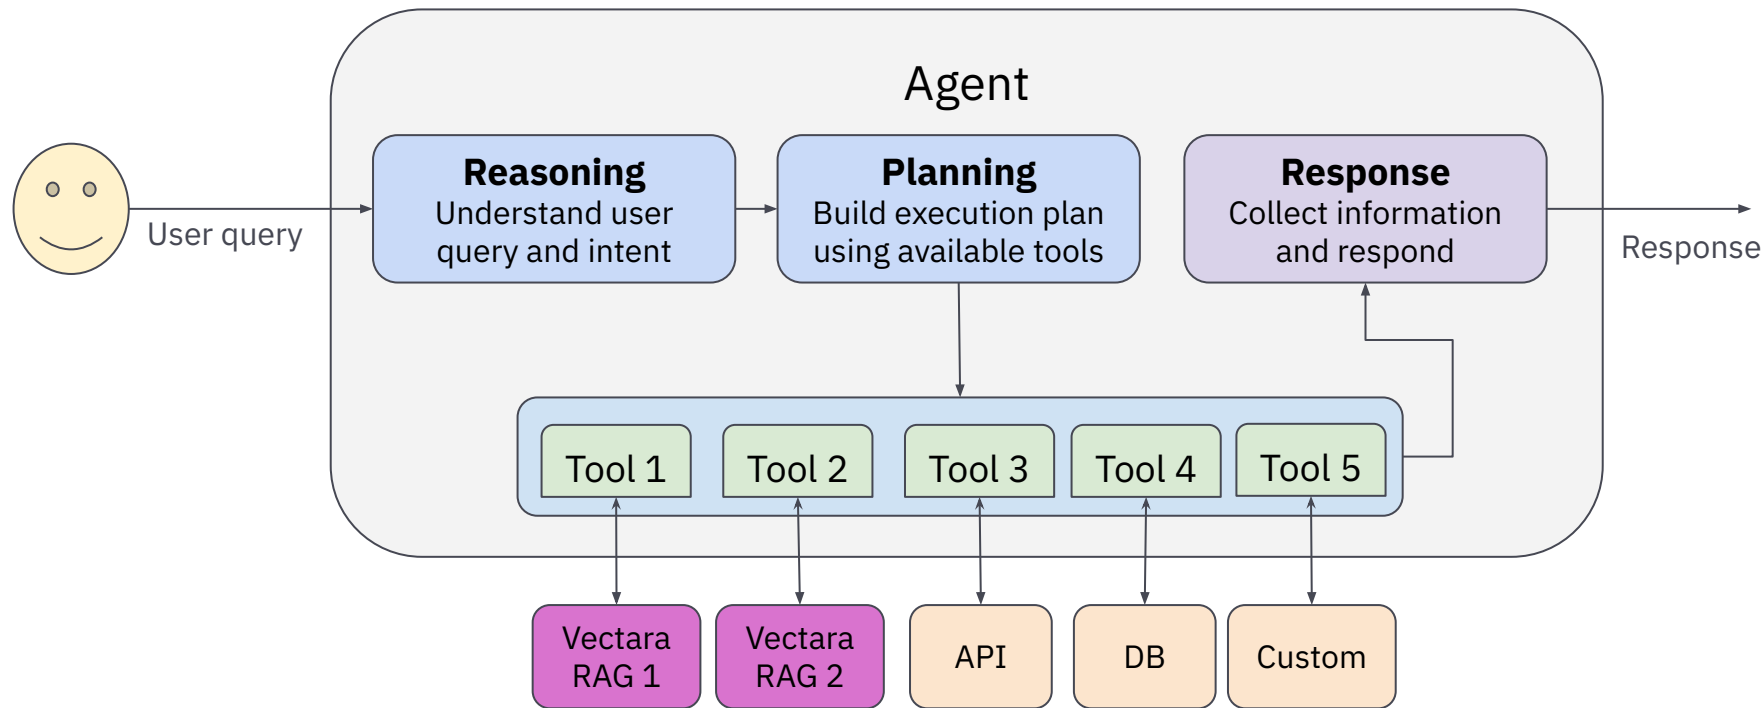 Agent
User query
Reasoning
Understand user
query and intent
Planning
Build execution plan
using available tools
Response
Collect information
and respond
Response
Tool 1
Tool 2
Tool 3
Tool 4
Tool 5
Vectara
RAG 1
Vectara
RAG 2
API
DB
Custom